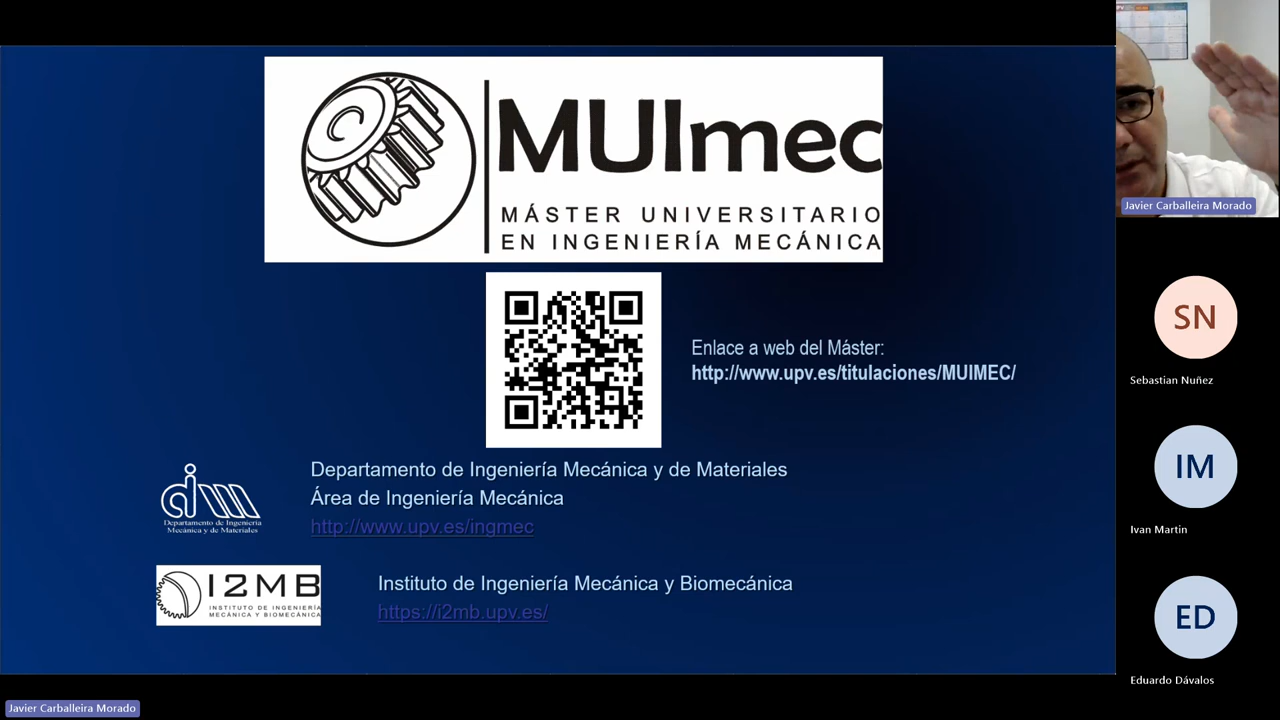 MUImec
MÁSTER UNIVERSITARIO
EN INGENIERÍA MECÁNICA
Enlace a web del Máster:
http://www.upv.es/titulaciones/MUIMEC/
dimm
Departamento de Ingeniería
Mecánica y de Materiales
Departamento de Ingeniería Mecánica y de Materiales
Área de Ingeniería Mecánica
http://www.upv.es/ingmec
I2MB
INSTITUTO DE INGENIERÍA
MECÁNICA Y BIOMECÁNICA
Instituto de Ingeniería Mecánica y Biomecánica
https://i2mb.upv.es/
Javier Carballeira Morado
SN
Sebastian Nuñez
IM
Ivan Martin
ED
Eduardo Dávalos
Javier Carballeira Morado